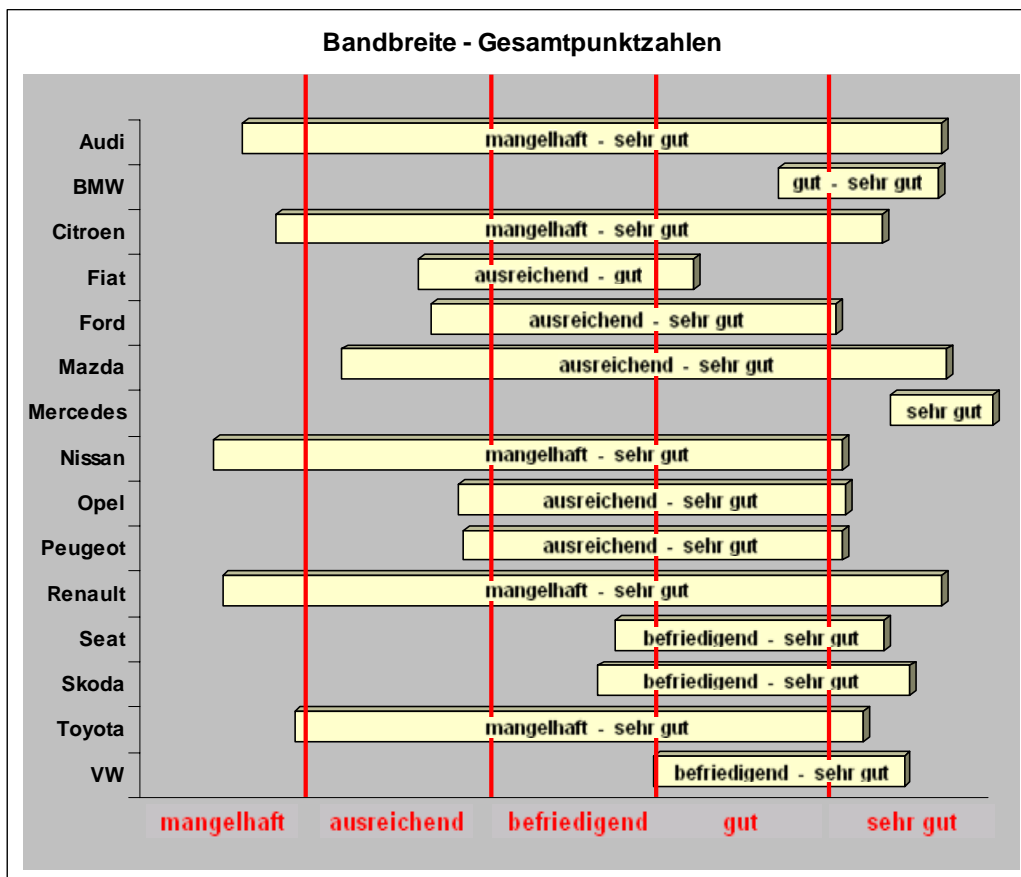 Bandbreite - Gesamtpunktzahlen
Audi mangelhaft - sehr gut
BMW gut - sehr gut
Citroen mangelhaft - sehr gut
Fiat ausreichend - gut
Ford ausreichend - sehr gut
Mazda ausreichend - sehr gut
Mercedes sehr gut
Nissan mangelhaft - sehr gut
Opel ausreichend - sehr gut
Peugeot ausreichend - sehr gut
Renault mangelhaft - sehr gut
Seat befriedigend - sehr gut
Skoda befriedigend - sehr gut
Toyota mangelhaft - sehr gut
VW befriedigend - sehr gut
mangelhaft ausreichend befriedigend gut sehr gut